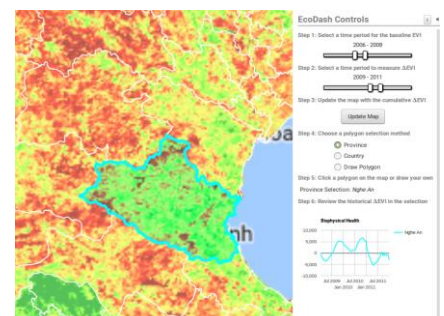 EcoDash Controls
Step 1: Select a time period for the baseline EVI
2006 - 2008
Step 2: Select a time period to measure ΔEVI
2009 - 2011
Step 3: Update the map with the cumulative ΔEVI
Update Map
Step 4: Choose a polygon selection method
Province
Country
Draw Polygon
Step 5: Click a polygon on the map or draw your own
Province Selection: Nghe An
Step 6: Review the historical ΔEVI in the selection
Biophysical Health
10,000
5,000
0
-5,000
-10,000
Nghe An
Jul 2009 Jul 2010 Jul 2011
Jan 2010 Jan 2011
ba
nh